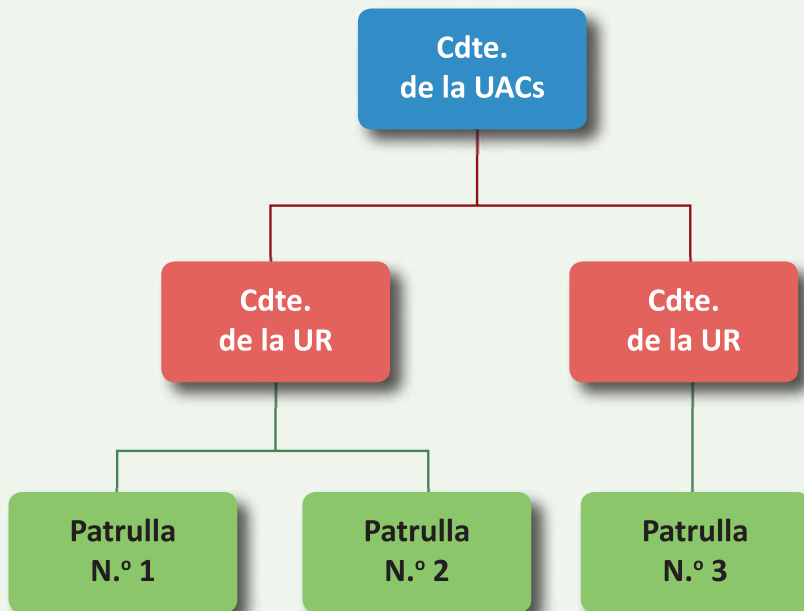 Cdte.
de la UACs
Cdte.
de la UR
Cdte.
de la UR
Patrulla
N.º 1
Patrulla
N.º 2
Patrulla
N.º 3